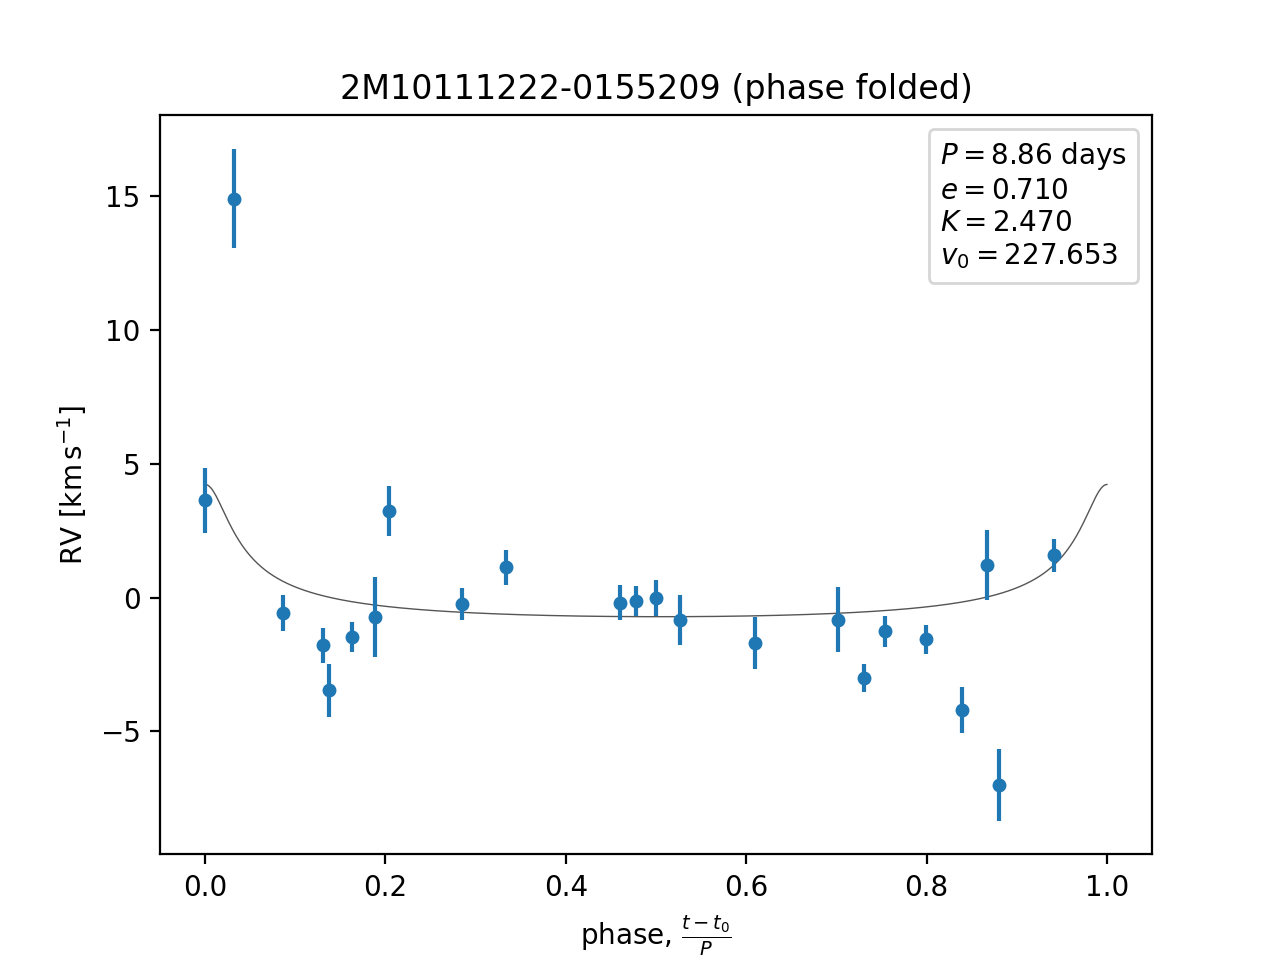 2M10111222-0155209 (phase folded)
P = 8.86 days
e = 0.710
K = 2.470
v₀ = 227.653
15
10
5
0
−5
RV [km s⁻¹]
0.0 0.2 0.4 0.6 0.8 1.0
phase, (t − t₀)/P